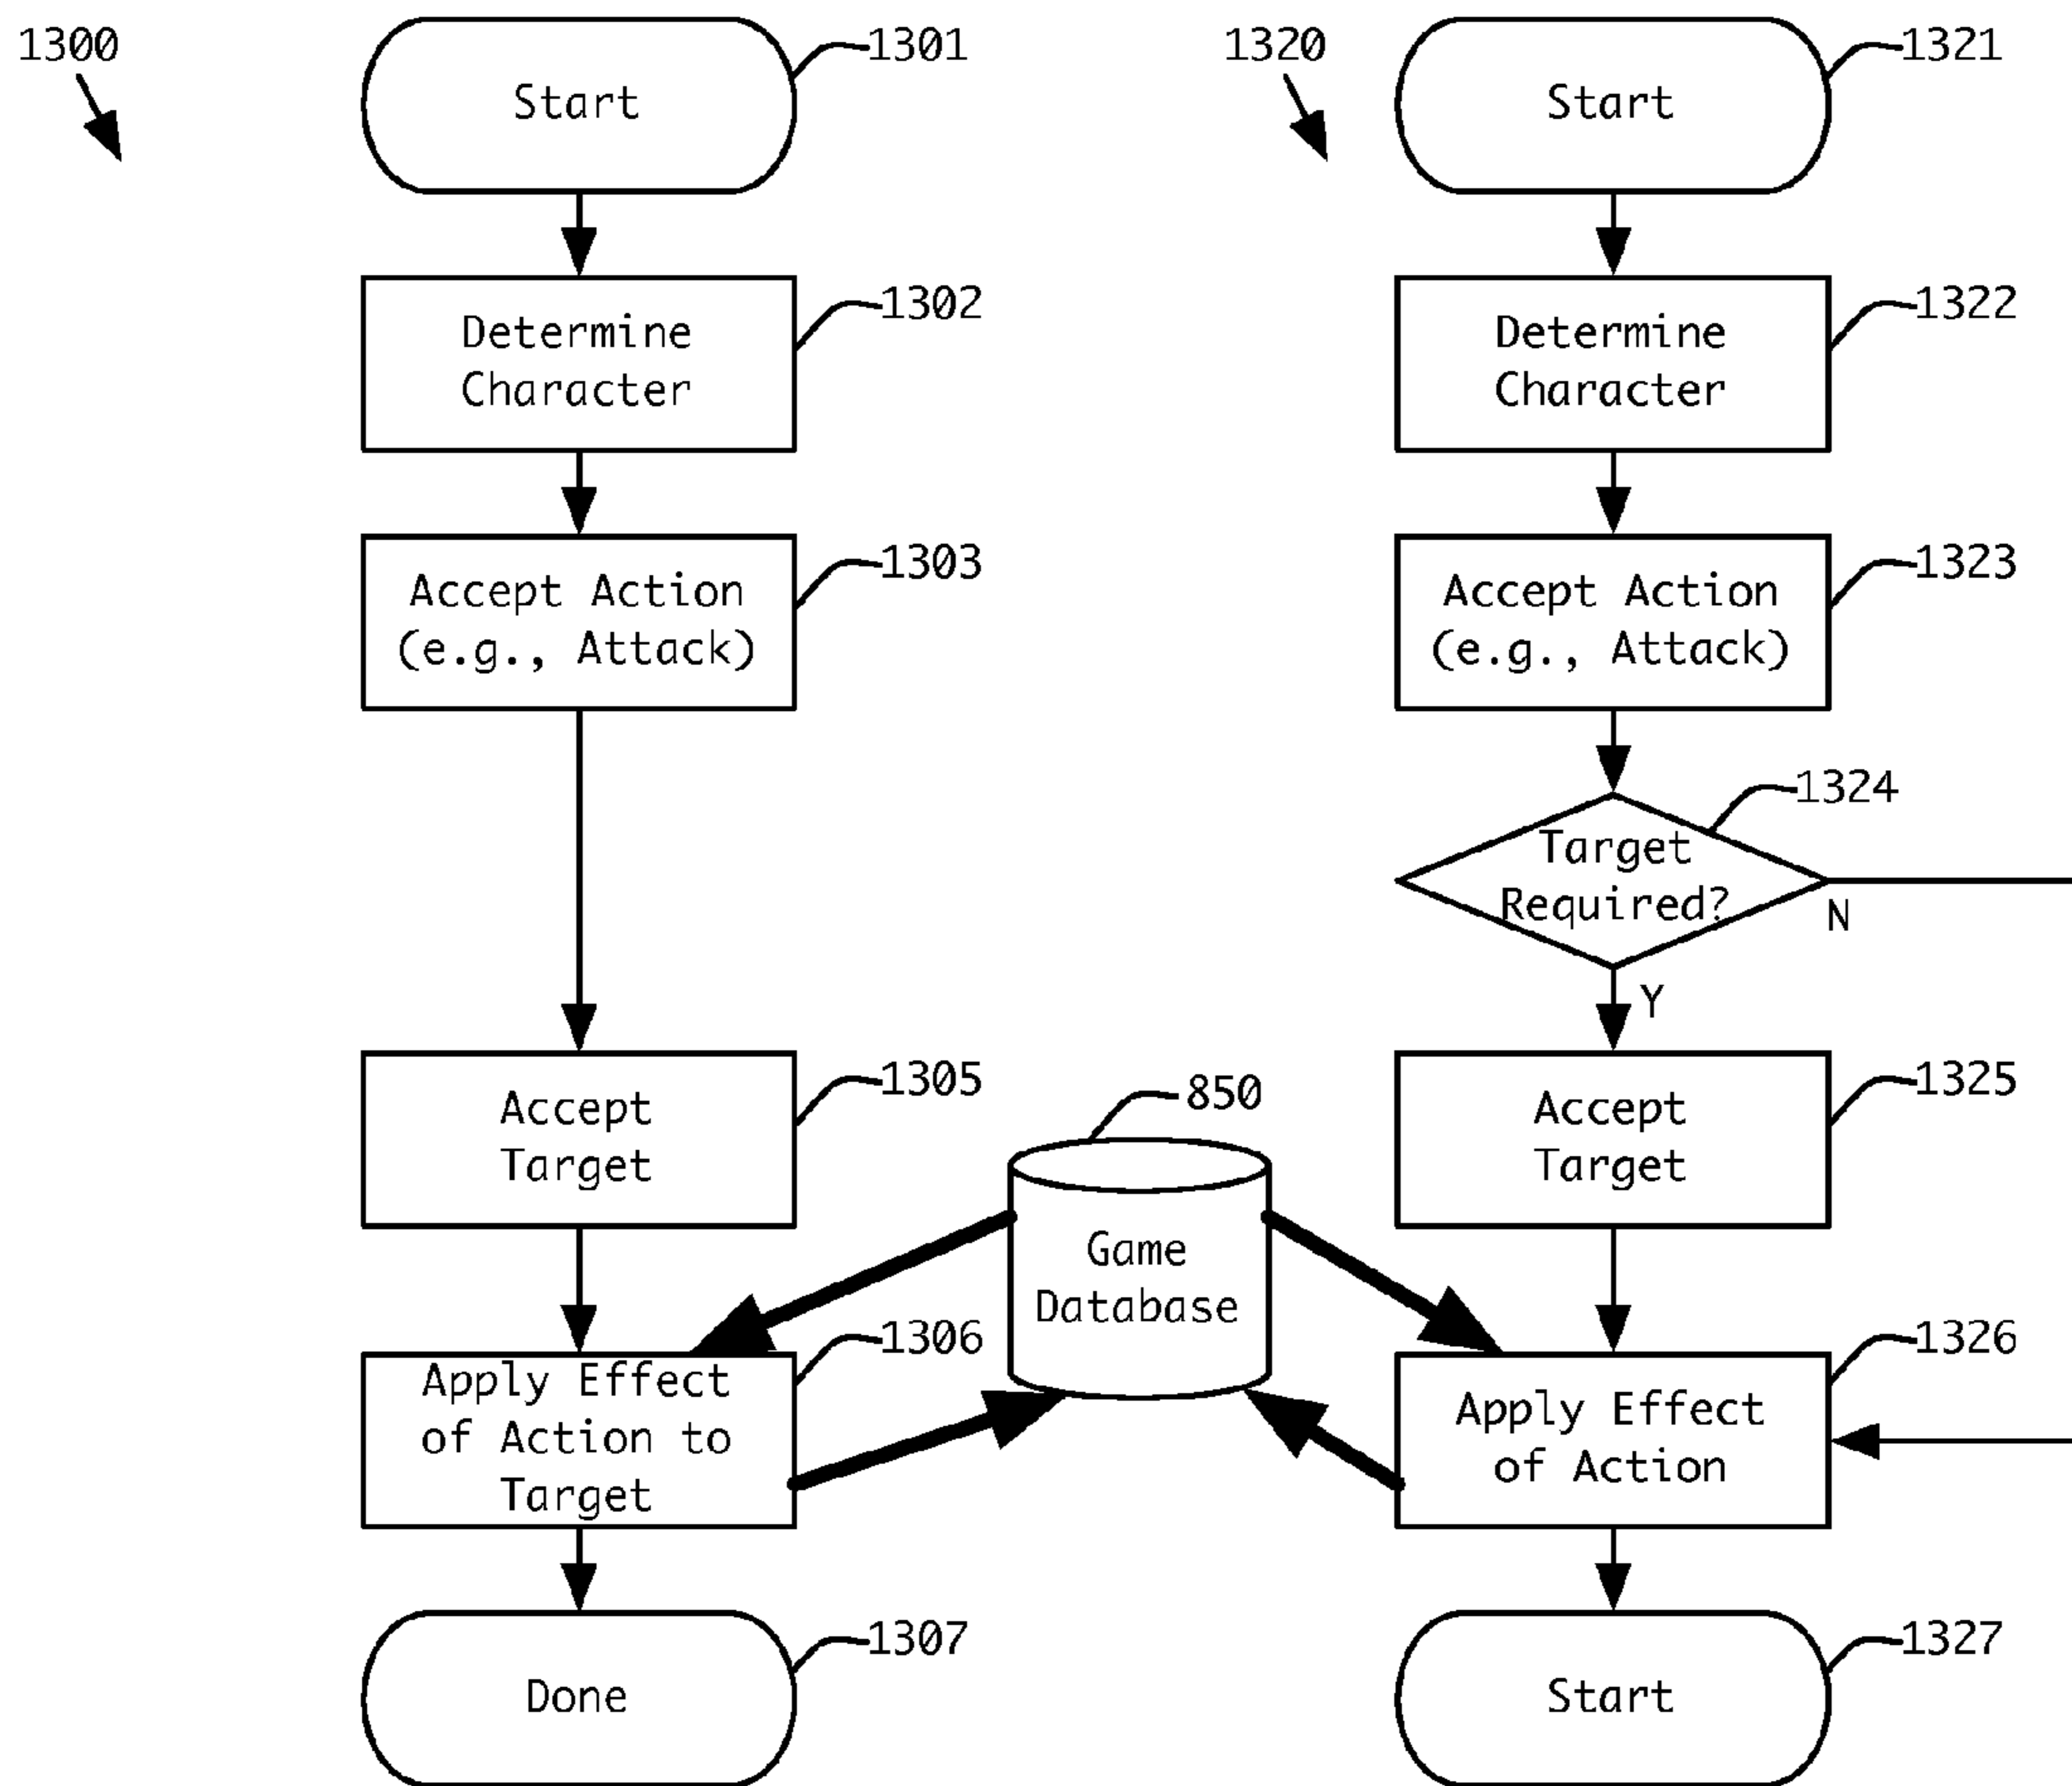 1300
1301
Start
Determine
Character
1302
Accept Action
(e.g., Attack)
1303
Accept
Target
1305
Apply Effect
of Action to
Target
1306
Done
1307
850
Game
Database
1320
1321
Start
Determine
Character
1322
Accept Action
(e.g., Attack)
1323
1324
Target
Required?
N
Y
Accept
Target
1325
Apply Effect
of Action
1326
Start
1327